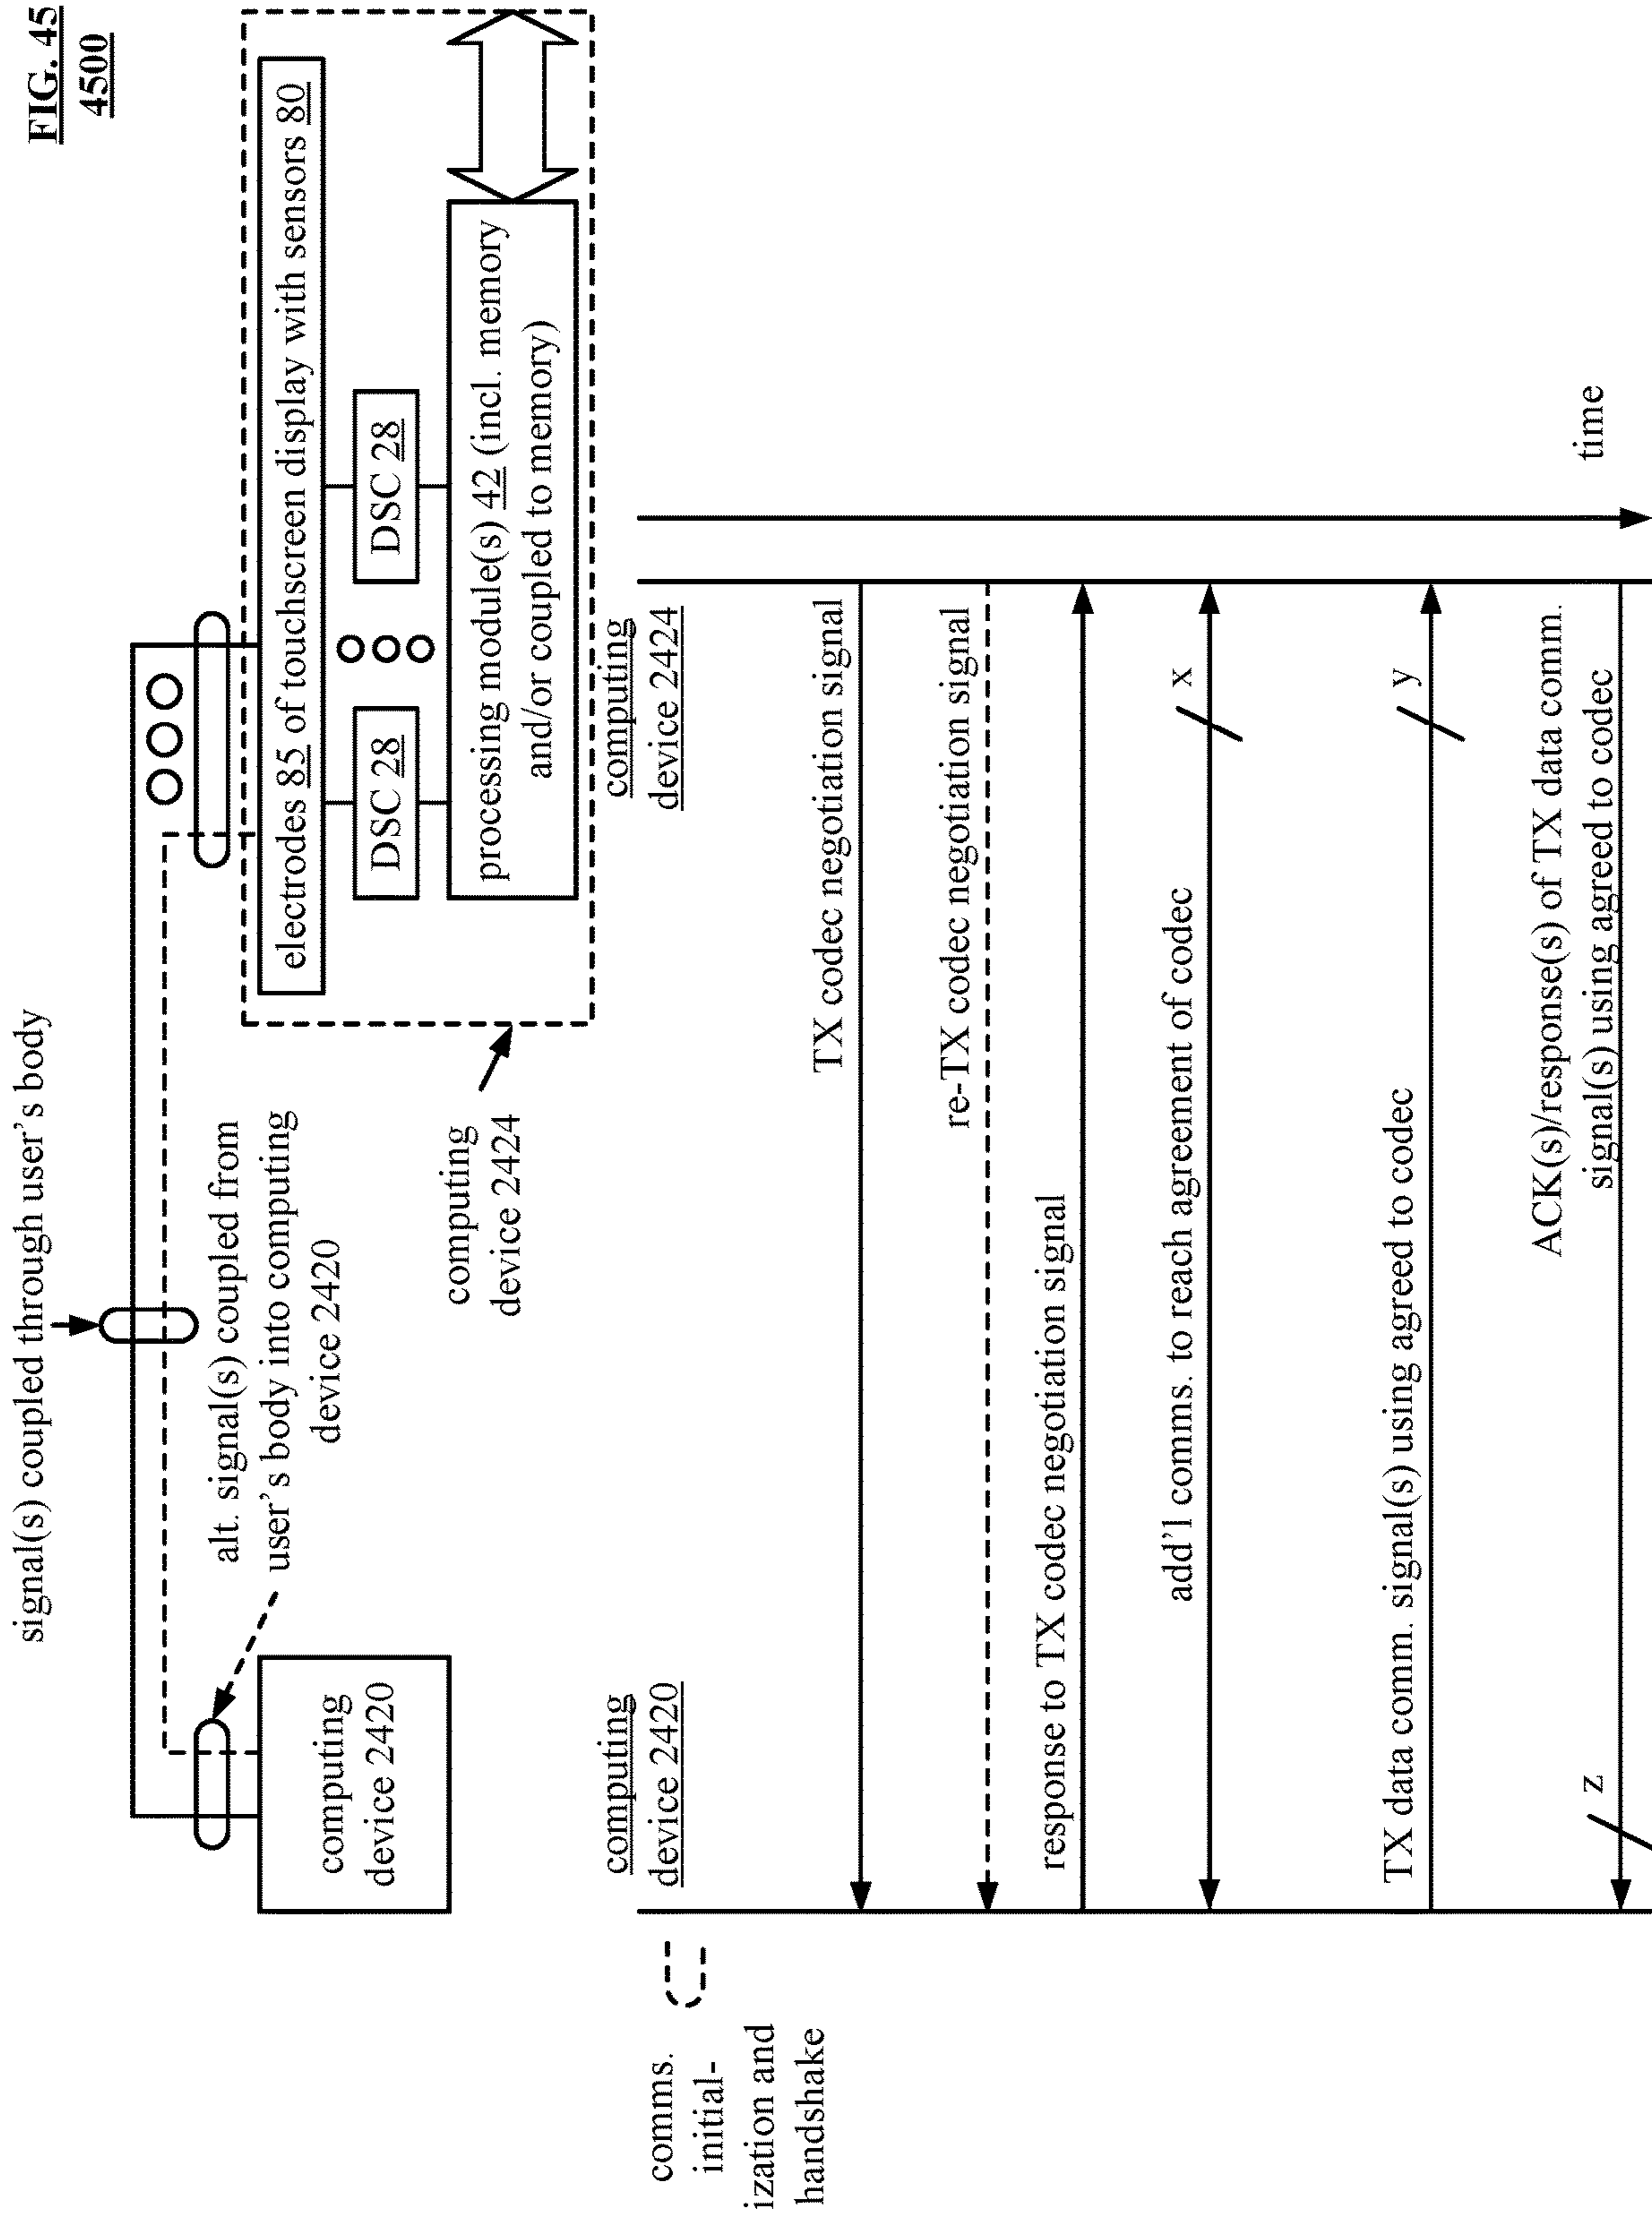 FIG. 45
4500
signal(s) coupled through user's body
alt. signal(s) coupled from
user's body into computing
device 2420
computing
device 2420
computing
device 2424
electrodes 85 of touchscreen display with sensors 80
DSC 28
DSC 28
processing module(s) 42 (incl. memory
and/or coupled to memory)
comms.
initial-
ization and
handshake
computing
device 2420
computing
device 2424
TX codec negotiation signal
re-TX codec negotiation signal
response to TX codec negotiation signal
add'l comms. to reach agreement of codec
x
TX data comm. signal(s) using agreed to codec
y
ACK(s)/response(s) of TX data comm.
signal(s) using agreed to codec
z
time